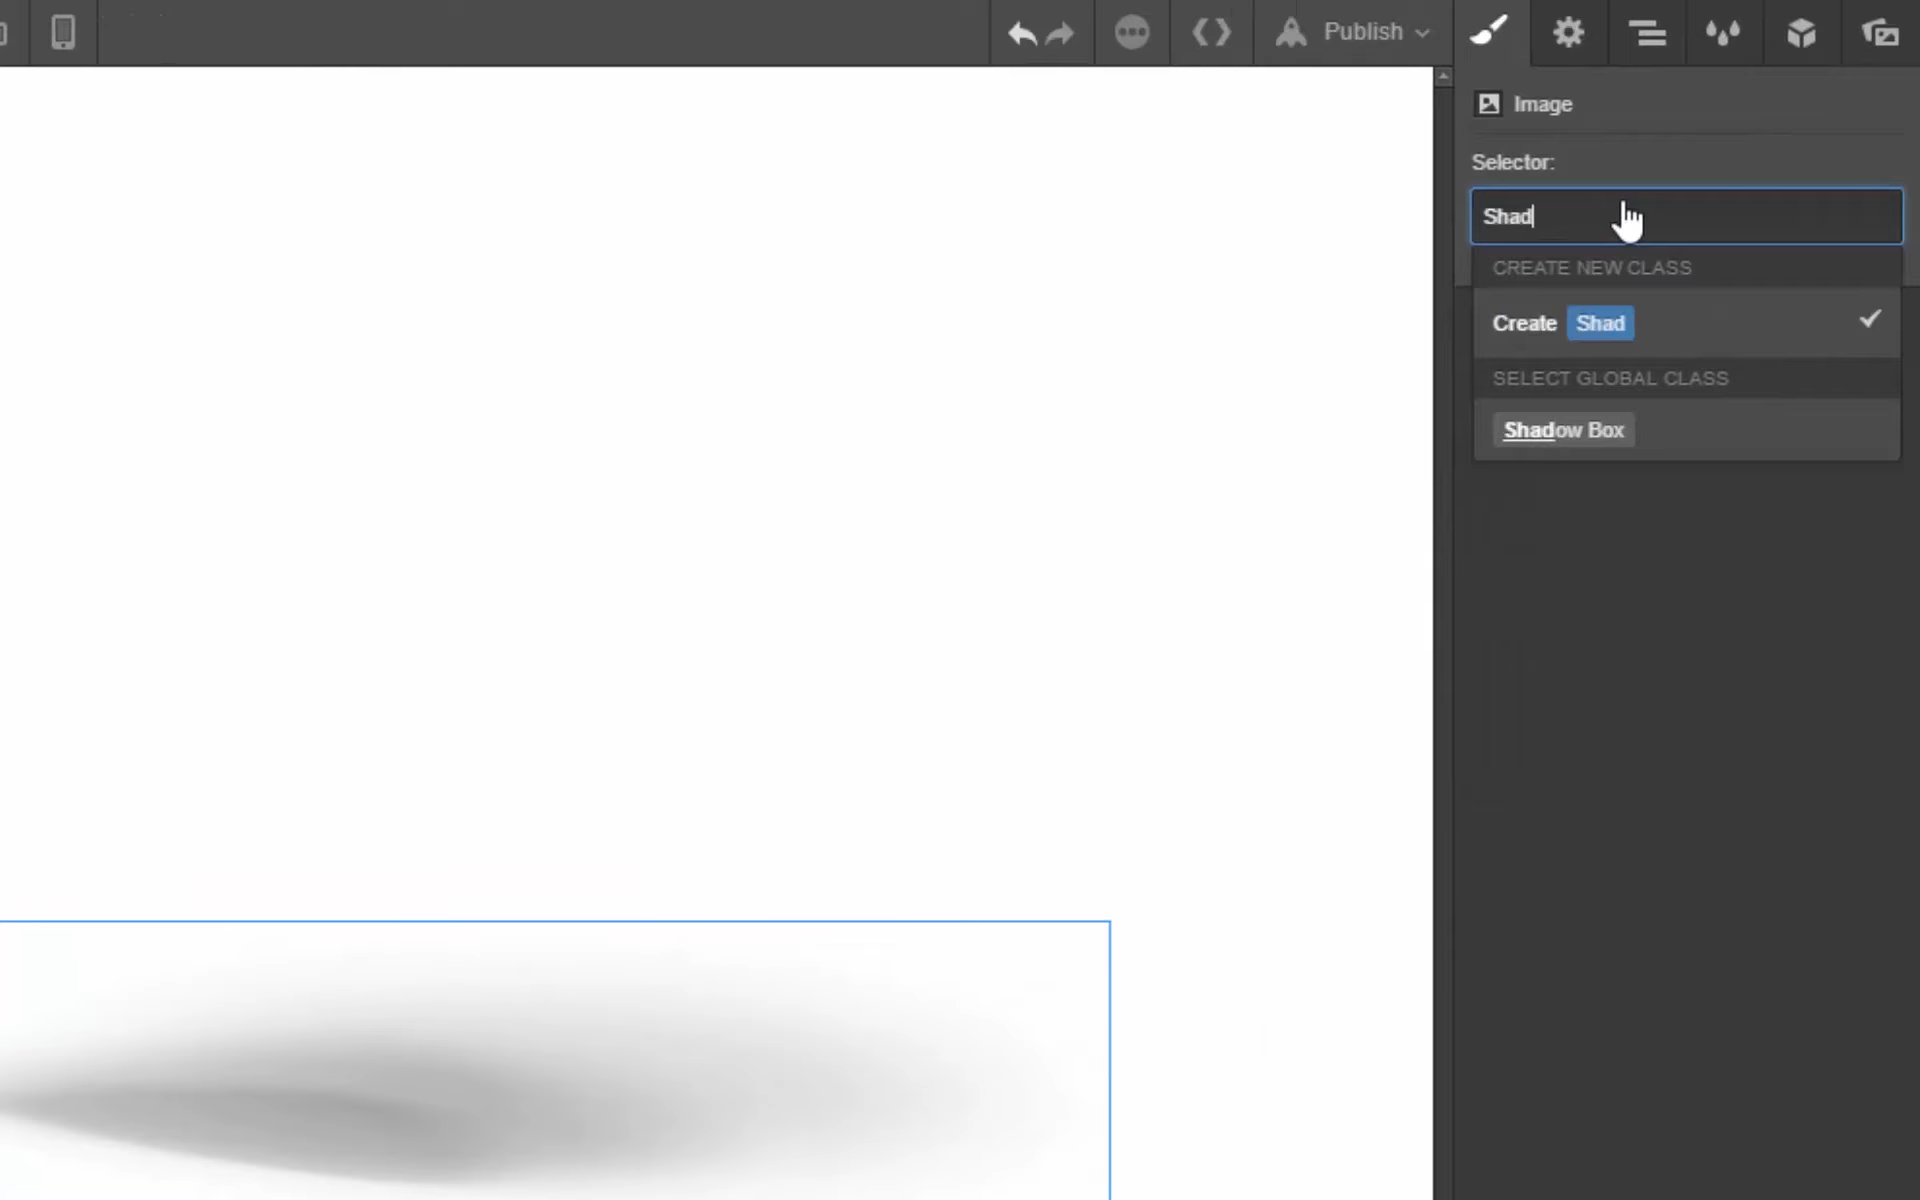 Publish
Image
Selector:
Shad
CREATE NEW CLASS
Create Shad
SELECT GLOBAL CLASS
Shadow Box